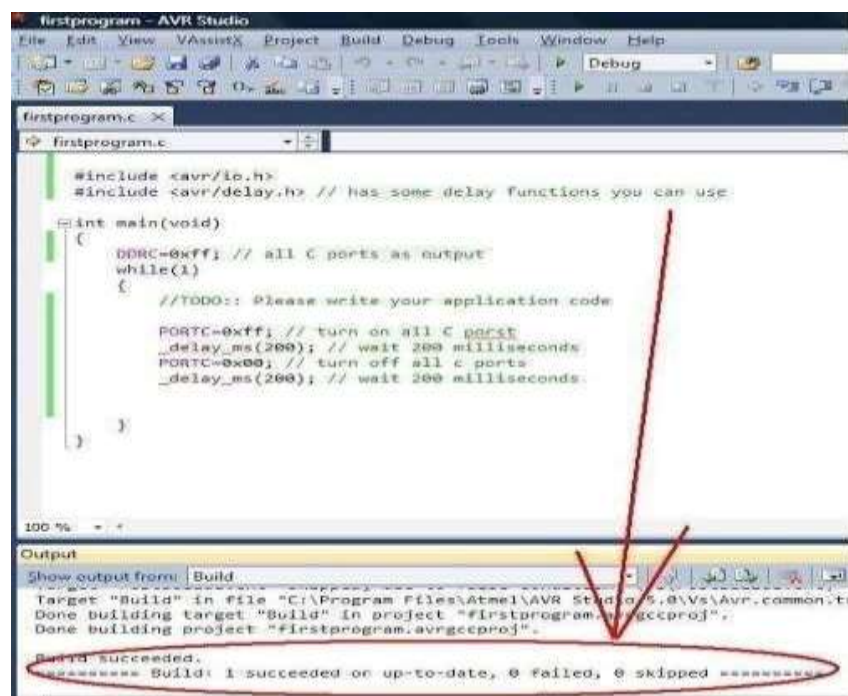 firstprogram - AVR Studio
File Edit View VAssistX Project Build Debug Tools Window Help
Debug
firstprogram.c
firstprogram.c
#include <avr/io.h>
#include <avr/delay.h> // has some delay functions you can use
int main(void)
{
DDRC=0xff; // all C ports as output
while(1)
{
//TODO:: Please write your application code
PORTC=0xff; // turn on all C porst
_delay_ms(200); // wait 200 milliseconds
PORTC=0x00; // turn off all c ports
_delay_ms(200); // wait 200 milliseconds
}
}
100 %
Output
Show output from: Build
Target "Build" in file "C:\Program Files\Atmel\AVR Studio 5.0\Vs\Avr.common.t
Done building target "Build" in project "firstprogram.avrgccproj".
Done building project "firstprogram.avrgccproj".
Build succeeded.
========== Build: 1 succeeded or up-to-date, 0 failed, 0 skipped ==========